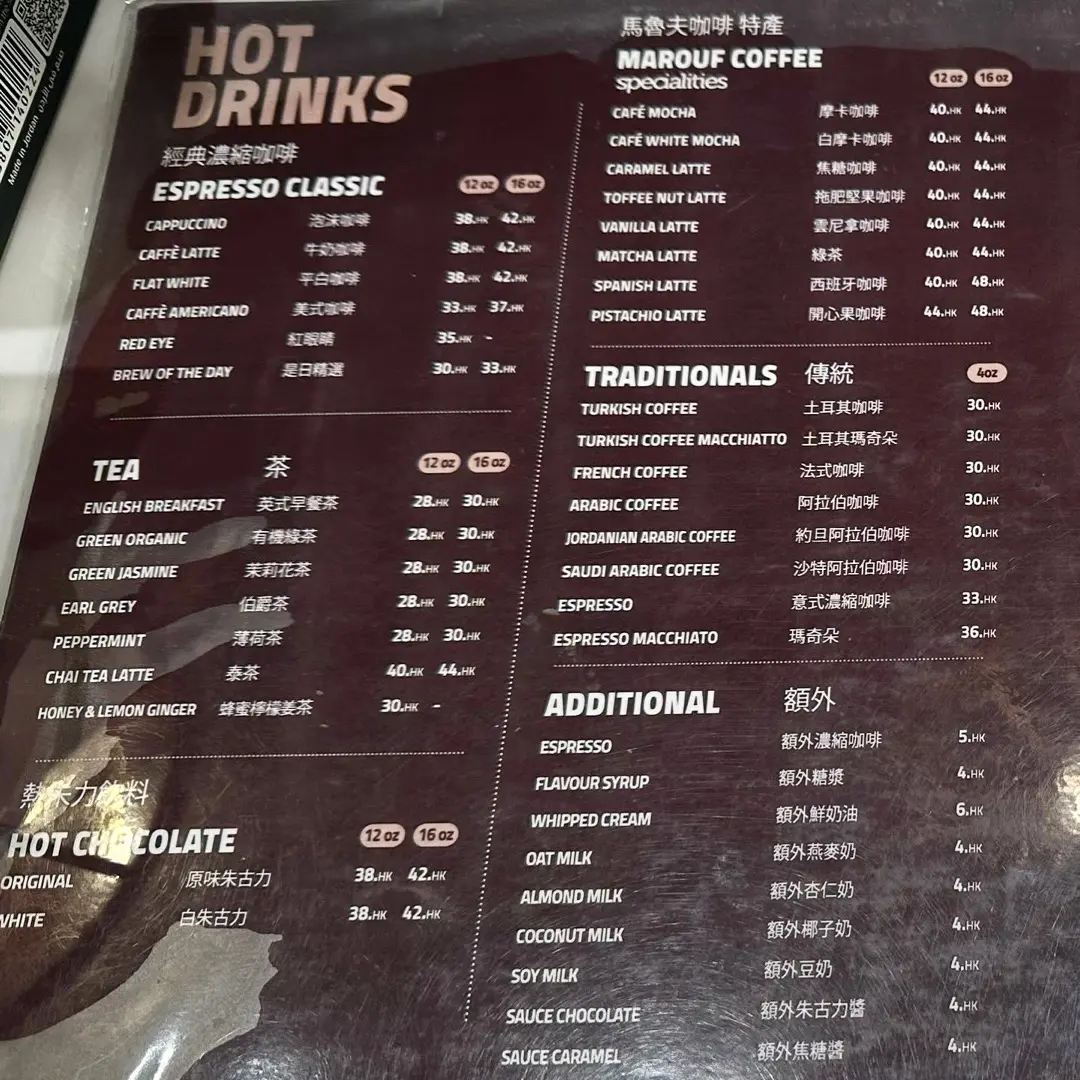 Made in Jordan صنع في الأردن
HOT
DRINKS
經典濃縮咖啡
ESPRESSO CLASSIC 12 oz 16 oz
CAPPUCCINO 泡沫咖啡 38.HK 42.HK
CAFFÈ LATTE 牛奶咖啡 38.HK 42.HK
FLAT WHITE 平白咖啡 38.HK 42.HK
CAFFÈ AMERICANO 美式咖啡 33.HK 37.HK
RED EYE 紅眼睛 35.HK -
BREW OF THE DAY 是日精選 30.HK 33.HK
TEA 茶 12 oz 16 oz
ENGLISH BREAKFAST 英式早餐茶 28.HK 30.HK
GREEN ORGANIC 有機綠茶 28.HK 30.HK
GREEN JASMINE 茉莉花茶 28.HK 30.HK
EARL GREY 伯爵茶 28.HK 30.HK
PEPPERMINT 薄荷茶 28.HK 30.HK
CHAI TEA LATTE 泰茶 40.HK 44.HK
HONEY & LEMON GINGER 蜂蜜檸檬姜茶 30.HK -
熱朱力飲料
HOT CHOCOLATE 12 oz 16 oz
ORIGINAL 原味朱古力 38.HK 42.HK
WHITE 白朱古力 38.HK 42.HK
馬魯夫咖啡 特產
MAROUF COFFEE
specialities 12 oz 16 oz
CAFÉ MOCHA 摩卡咖啡 40.HK 44.HK
CAFÉ WHITE MOCHA 白摩卡咖啡 40.HK 44.HK
CARAMEL LATTE 焦糖咖啡 40.HK 44.HK
TOFFEE NUT LATTE 拖肥堅果咖啡 40.HK 44.HK
VANILLA LATTE 雲尼拿咖啡 40.HK 44.HK
MATCHA LATTE 綠茶 40.HK 44.HK
SPANISH LATTE 西班牙咖啡 40.HK 48.HK
PISTACHIO LATTE 開心果咖啡 44.HK 48.HK
TRADITIONALS 傳統 4oz
TURKISH COFFEE 土耳其咖啡 30.HK
TURKISH COFFEE MACCHIATTO 土耳其瑪奇朵 30.HK
FRENCH COFFEE 法式咖啡 30.HK
ARABIC COFFEE 阿拉伯咖啡 30.HK
JORDANIAN ARABIC COFFEE 約旦阿拉伯咖啡 30.HK
SAUDI ARABIC COFFEE 沙特阿拉伯咖啡 30.HK
ESPRESSO 意式濃縮咖啡 33.HK
ESPRESSO MACCHIATO 瑪奇朵 36.HK
ADDITIONAL 額外
ESPRESSO 額外濃縮咖啡 5.HK
FLAVOUR SYRUP 額外糖漿 4.HK
WHIPPED CREAM 額外鮮奶油 6.HK
OAT MILK 額外燕麥奶 4.HK
ALMOND MILK 額外杏仁奶 4.HK
COCONUT MILK 額外椰子奶 4.HK
SOY MILK 額外豆奶 4.HK
SAUCE CHOCOLATE 額外朱古力醬 4.HK
SAUCE CARAMEL 額外焦糖醬 4.HK